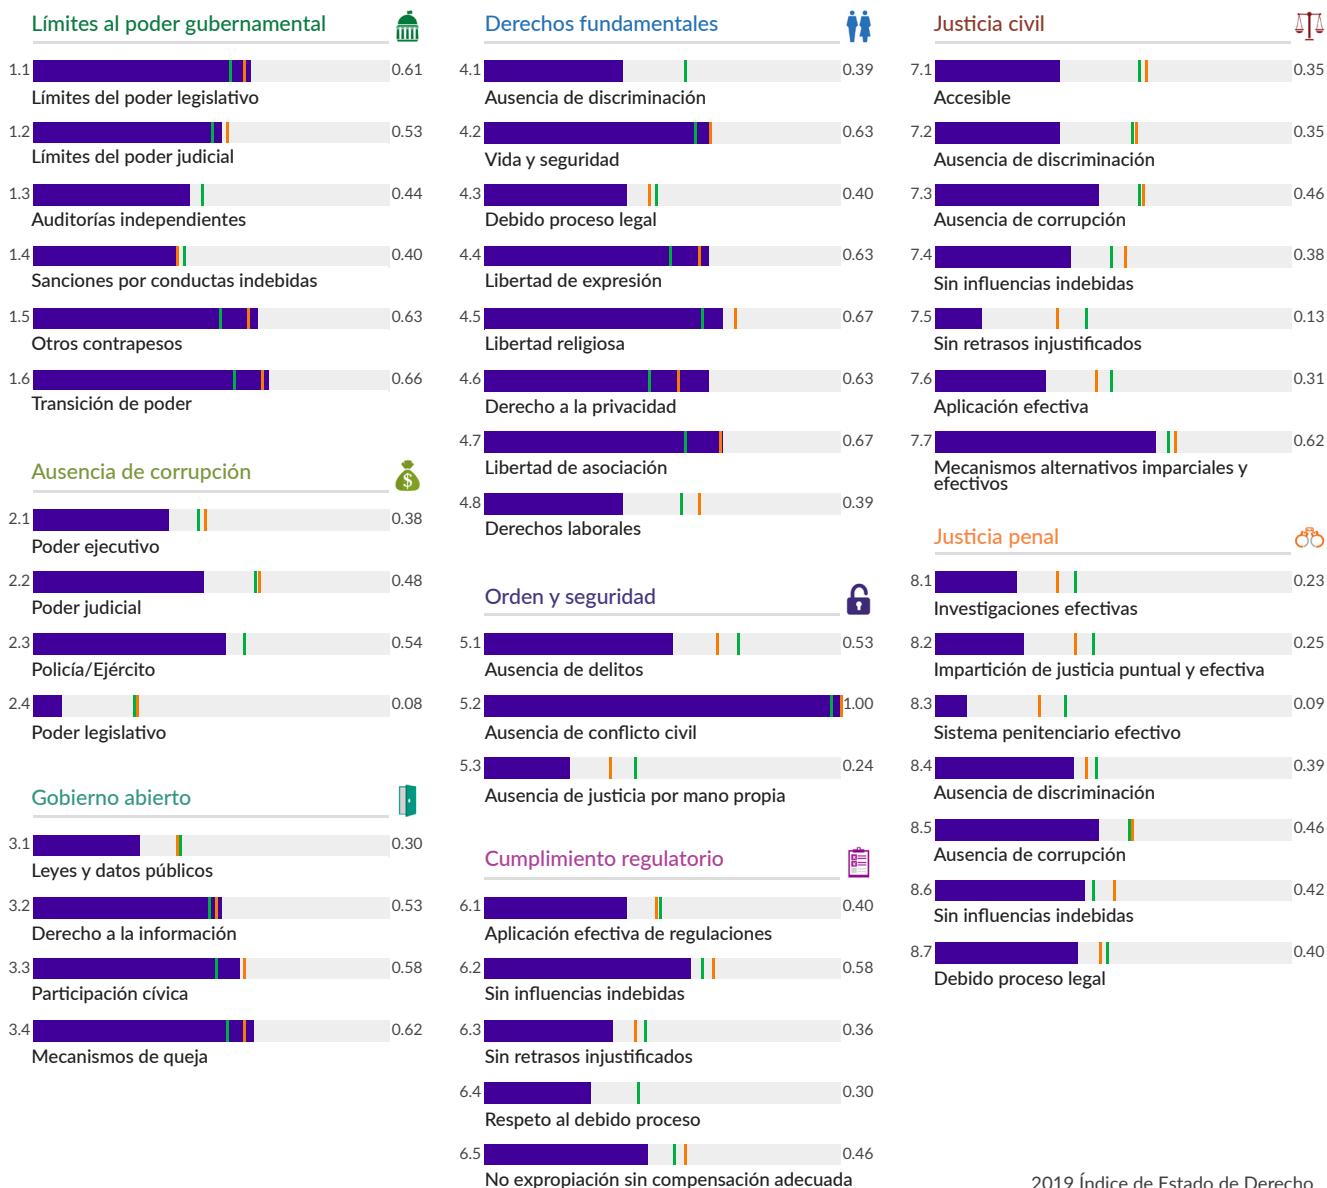 Límites al poder gubernamental
1.1 0.61
Límites del poder legislativo
1.2 0.53
Límites del poder judicial
1.3 0.44
Auditorías independientes
1.4 0.40
Sanciones por conductas indebidas
1.5 0.63
Otros contrapesos
1.6 0.66
Transición de poder
Ausencia de corrupción
$
2.1 0.38
Poder ejecutivo
2.2 0.48
Poder judicial
2.3 0.54
Policía/Ejército
2.4 0.08
Poder legislativo
Gobierno abierto
3.1 0.30
Leyes y datos públicos
3.2 0.53
Derecho a la información
3.3 0.58
Participación cívica
3.4 0.62
Mecanismos de queja
Derechos fundamentales
4.1 0.39
Ausencia de discriminación
4.2 0.63
Vida y seguridad
4.3 0.40
Debido proceso legal
4.4 0.63
Libertad de expresión
4.5 0.67
Libertad religiosa
4.6 0.63
Derecho a la privacidad
4.7 0.67
Libertad de asociación
4.8 0.39
Derechos laborales
Orden y seguridad
5.1 0.53
Ausencia de delitos
5.2 1.00
Ausencia de conflicto civil
5.3 0.24
Ausencia de justicia por mano propia
Cumplimiento regulatorio
6.1 0.40
Aplicación efectiva de regulaciones
6.2 0.58
Sin influencias indebidas
6.3 0.36
Sin retrasos injustificados
6.4 0.30
Respeto al debido proceso
6.5 0.46
No expropiación sin compensación adecuada
Justicia civil
7.1 0.35
Accesible
7.2 0.35
Ausencia de discriminación
7.3 0.46
Ausencia de corrupción
7.4 0.38
Sin influencias indebidas
7.5 0.13
Sin retrasos injustificados
7.6 0.31
Aplicación efectiva
7.7 0.62
Mecanismos alternativos imparciales y
efectivos
Justicia penal
8.1 0.23
Investigaciones efectivas
8.2 0.25
Impartición de justicia puntual y efectiva
8.3 0.09
Sistema penitenciario efectivo
8.4 0.39
Ausencia de discriminación
8.5 0.46
Ausencia de corrupción
8.6 0.42
Sin influencias indebidas
8.7 0.40
Debido proceso legal
2019 Índice de Estado de Derecho